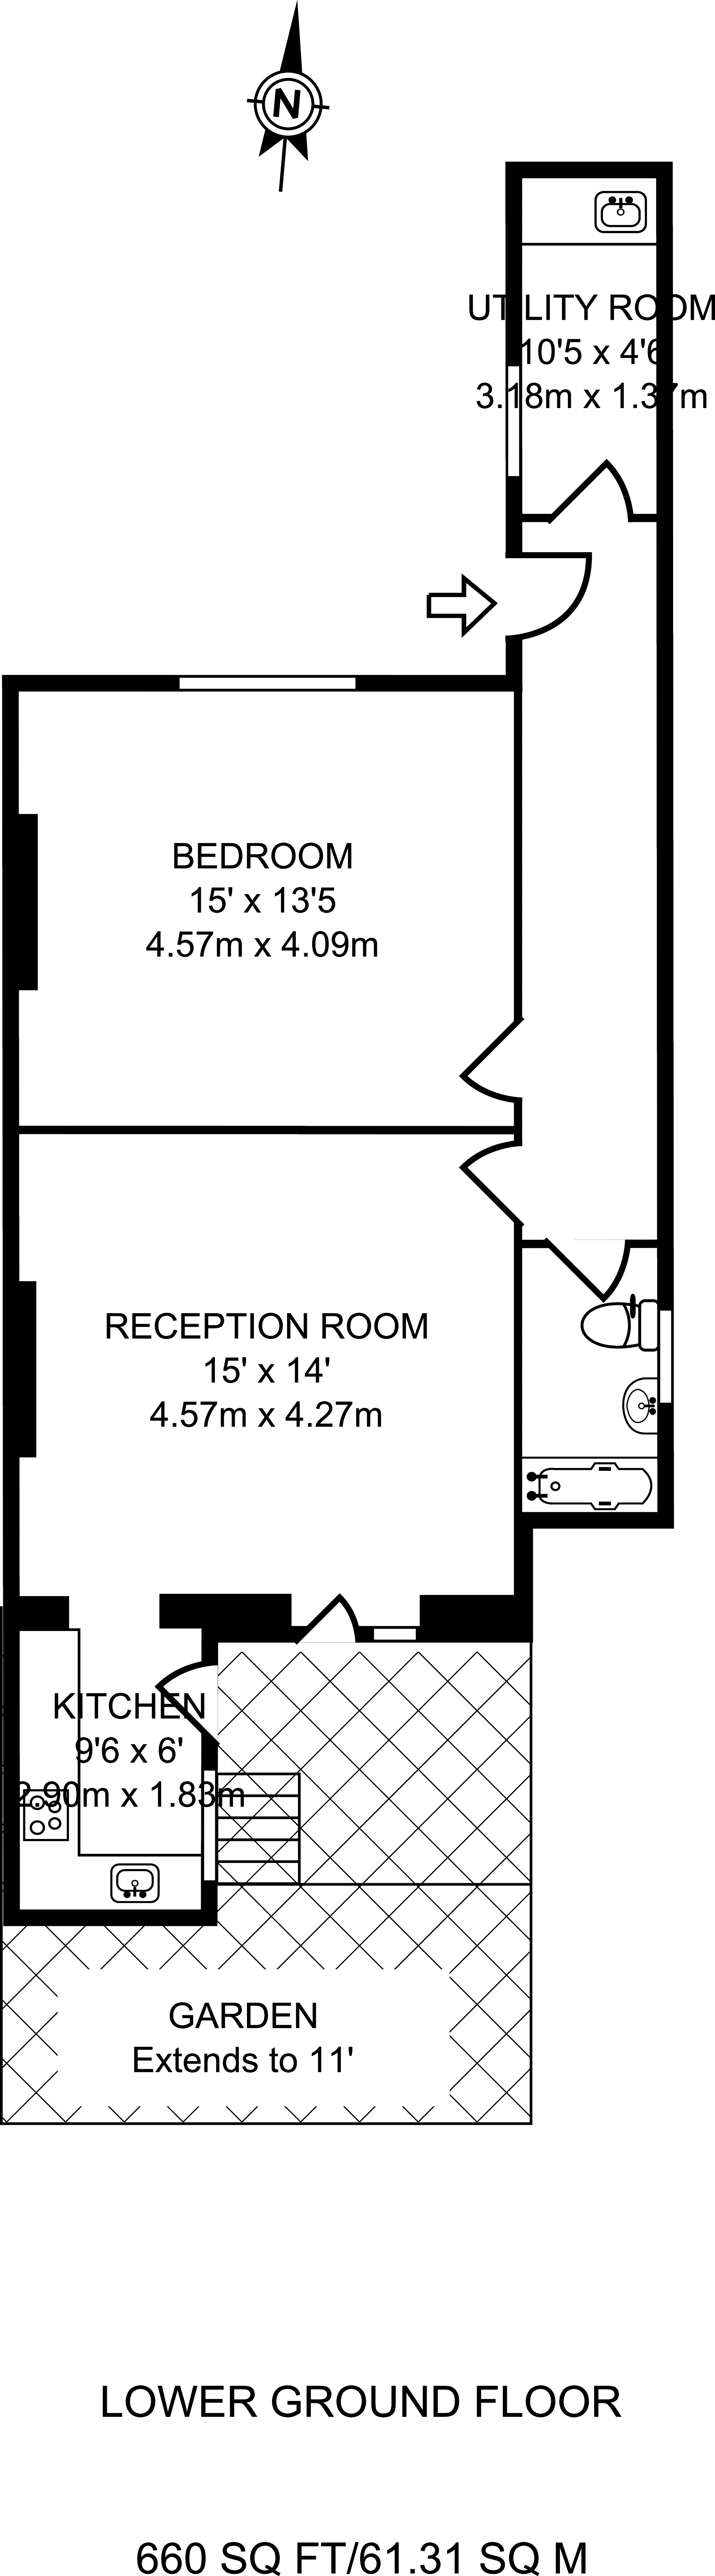 N
UTILITY ROOM
10'5 x 4'6
3.18m x 1.37m
BEDROOM
15' x 13'5
4.57m x 4.09m
RECEPTION ROOM
15' x 14'
4.57m x 4.27m
KITCHEN
9'6 x 6'
2.90m x 1.83m
GARDEN
Extends to 11'
LOWER GROUND FLOOR
660 SQ FT/61.31 SQ M